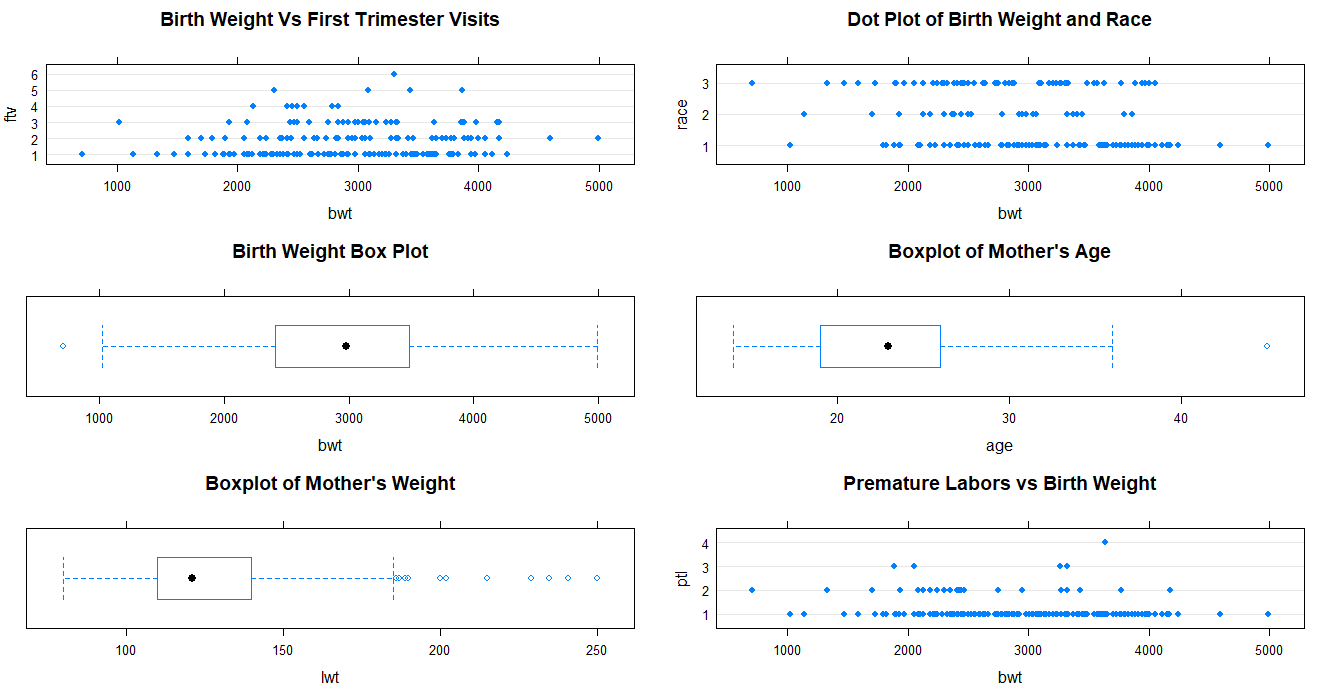 Birth Weight Vs First Trimester Visits
6
5
4
3
2
1
ftv
1000 2000 3000 4000 5000
bwt
Dot Plot of Birth Weight and Race
3
2
1
race
1000 2000 3000 4000 5000
bwt
Birth Weight Box Plot
1000 2000 3000 4000 5000
bwt
Boxplot of Mother's Age
20 30 40
age
Boxplot of Mother's Weight
100 150 200 250
lwt
Premature Labors vs Birth Weight
4
3
2
1
ptl
1000 2000 3000 4000 5000
bwt